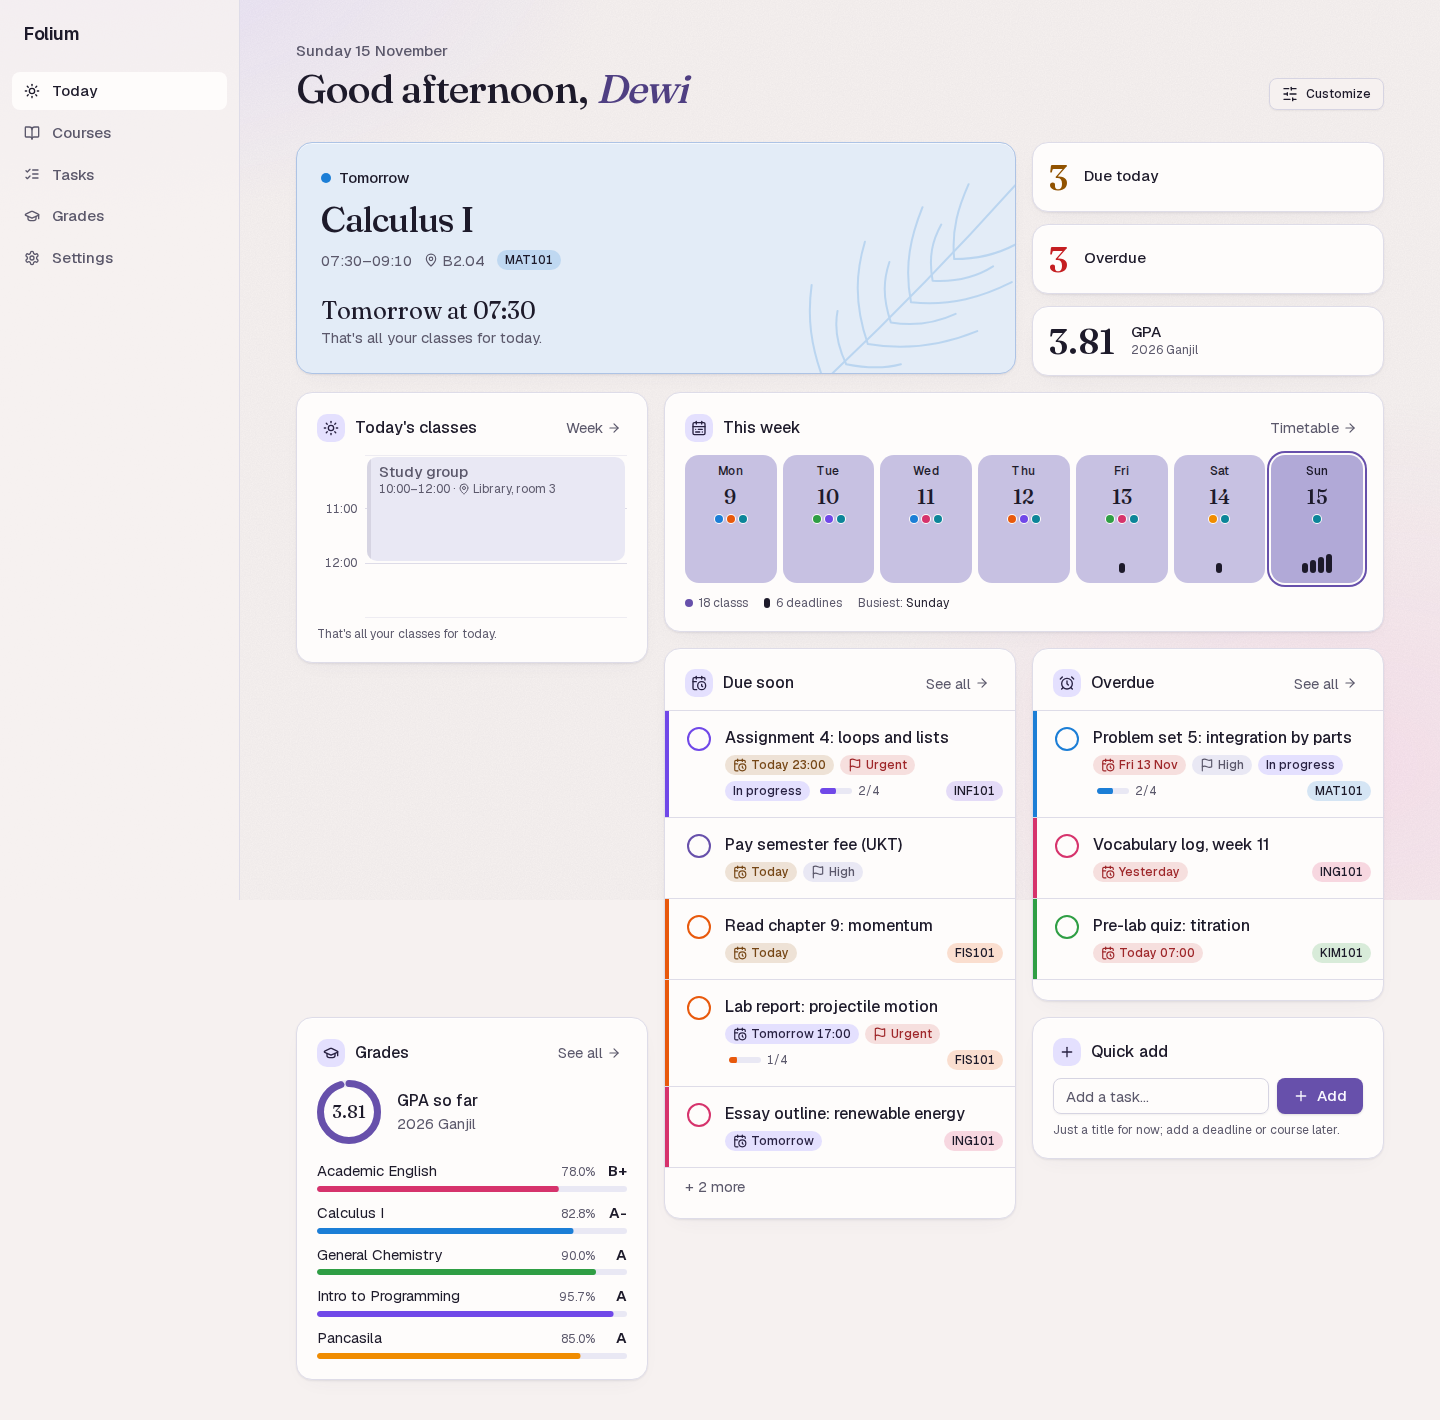 Folium
Today
Courses
Tasks
Grades
Settings
Sunday 15 November
Good afternoon, Dewi
Customize
Tomorrow
Calculus I
07:30–09:10 B2.04 MAT101
Tomorrow at 07:30
That's all your classes for today.
3 Due today
3 Overdue
3.81 GPA
2026 Ganjil
Today's classes Week
Study group
10:00–12:00 · Library, room 3
11:00
12:00
That's all your classes for today.
This week Timetable
Mon Tue Wed Thu Fri Sat Sun
9 10 11 12 13 14 15
18 classs 6 deadlines Busiest: Sunday
Due soon See all
Assignment 4: loops and lists
Today 23:00 Urgent
In progress 2/4 INF101
Pay semester fee (UKT)
Today High
Read chapter 9: momentum
Today FIS101
Lab report: projectile motion
Tomorrow 17:00 Urgent
1/4 FIS101
Essay outline: renewable energy
Tomorrow ING101
+ 2 more
Overdue See all
Problem set 5: integration by parts
Fri 13 Nov High In progress
2/4 MAT101
Vocabulary log, week 11
Yesterday ING101
Pre-lab quiz: titration
Today 07:00 KIM101
Grades See all
3.81 GPA so far
2026 Ganjil
Academic English 78.0% B+
Calculus I 82.8% A-
General Chemistry 90.0% A
Intro to Programming 95.7% A
Pancasila 85.0% A
Quick add
Add a task... Add
Just a title for now; add a deadline or course later.